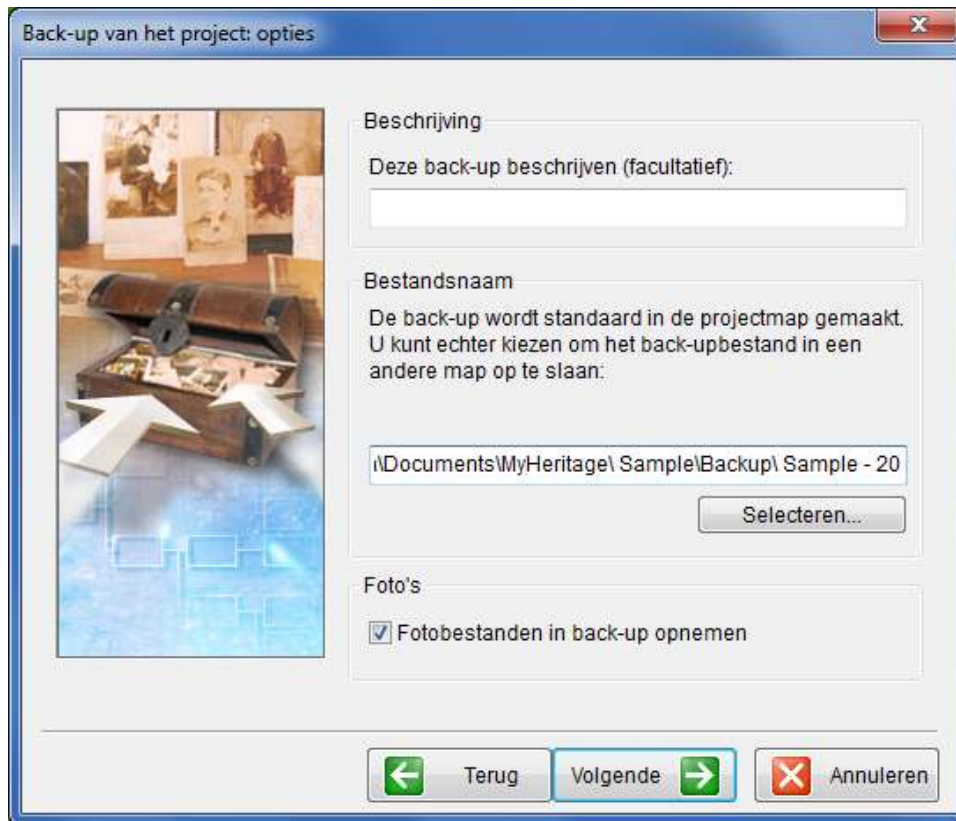 Back-up van het project: opties
Beschrijving
Deze back-up beschrijven (facultatief):
Bestandsnaam
De back-up wordt standaard in de projectmap gemaakt.
U kunt echter kiezen om het back-upbestand in een
andere map op te slaan:
\Documents\MyHeritage\ Sample\Backup\ Sample - 20
Selecteren...
Foto's
Fotobestanden in back-up opnemen
Terug
Volgende
Annuleren